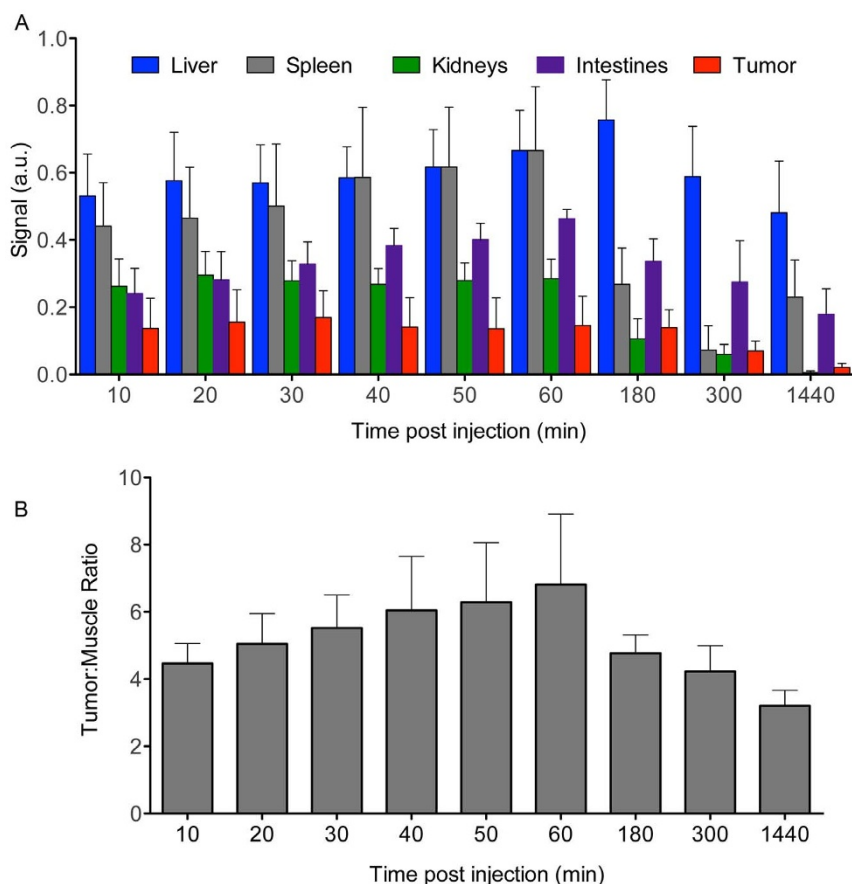 A
1.0
Liver Spleen Kidneys Intestines Tumor
0.8
0.6
0.4
0.2
0.0
Signal (a.u.)
10 20 30 40 50 60 180 300 1440
Time post injection (min)
B
10
8
6
4
2
0
Tumor:Muscle Ratio
10 20 30 40 50 60 180 300 1440
Time post injection (min)